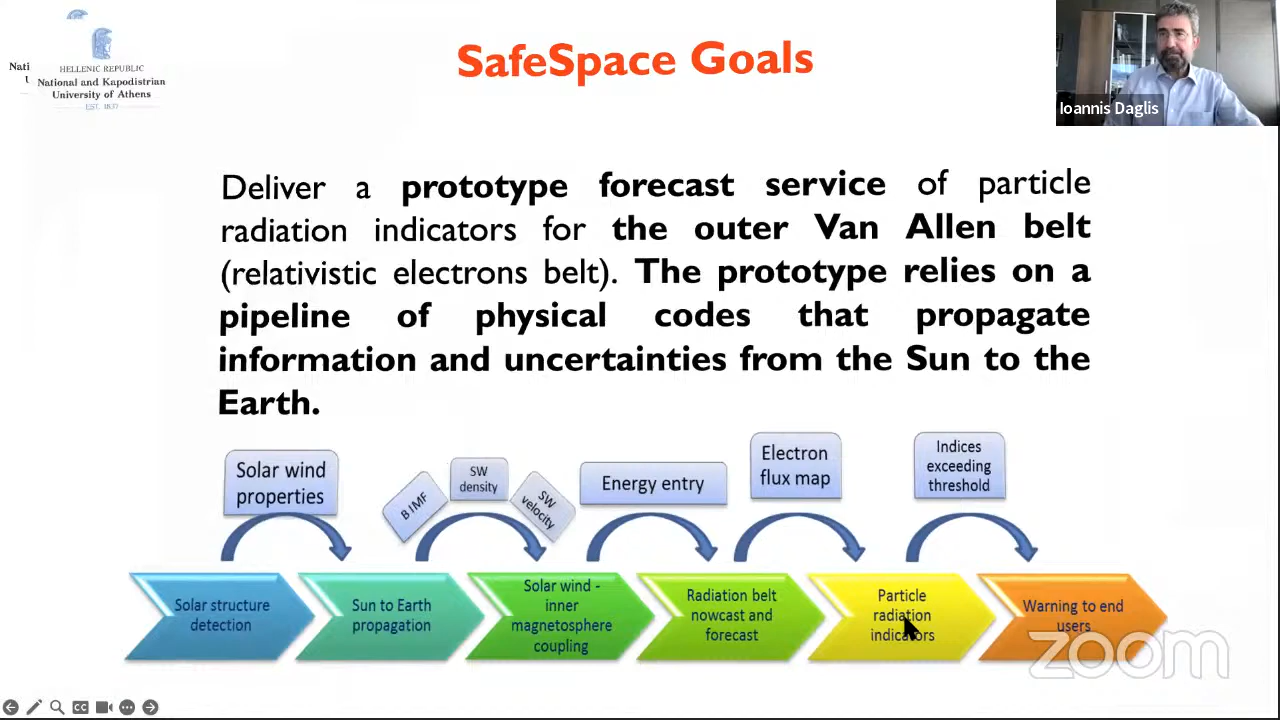 SafeSpace Goals
Nati
U
HELLENIC REPUBLIC
National and Kapodistrian
University of Athens
EST. 1837
Ioannis Daglis
Deliver a prototype forecast service of particle
radiation indicators for the outer Van Allen belt
(relativistic electrons belt). The prototype relies on a
pipeline of physical codes that propagate
information and uncertainties from the Sun to the
Earth.
Solar wind
properties
B IMF
SW
density
SW
velocity
Energy entry
Electron
flux map
Indices
exceeding
threshold
Solar structure
detection
Sun to Earth
propagation
Solar wind -
inner
magnetosphere
coupling
Radiation belt
nowcast and
forecast
Particle
radiation
indicators
Warning to end
users
zoom
CC